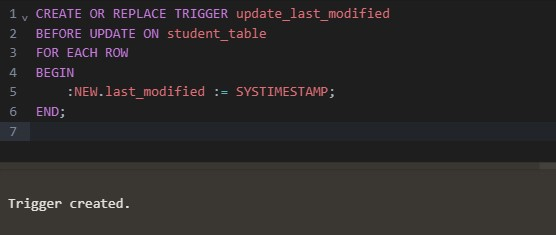 1 CREATE OR REPLACE TRIGGER update_last_modified
2 BEFORE UPDATE ON student_table
3 FOR EACH ROW
4 BEGIN
5     :NEW.last_modified := SYSTIMESTAMP;
6 END;
7
Trigger created.